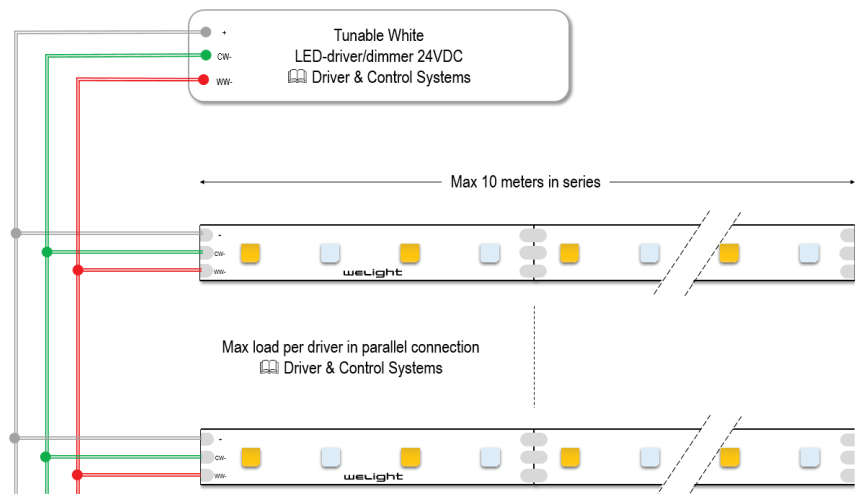 +
Tunable White
CW-
LED-driver/dimmer 24VDC
WW-
Driver & Control Systems
Max 10 meters in series
CW-
WW-
weLight
Max load per driver in parallel connection
Driver & Control Systems
CW-
WW-
weLight